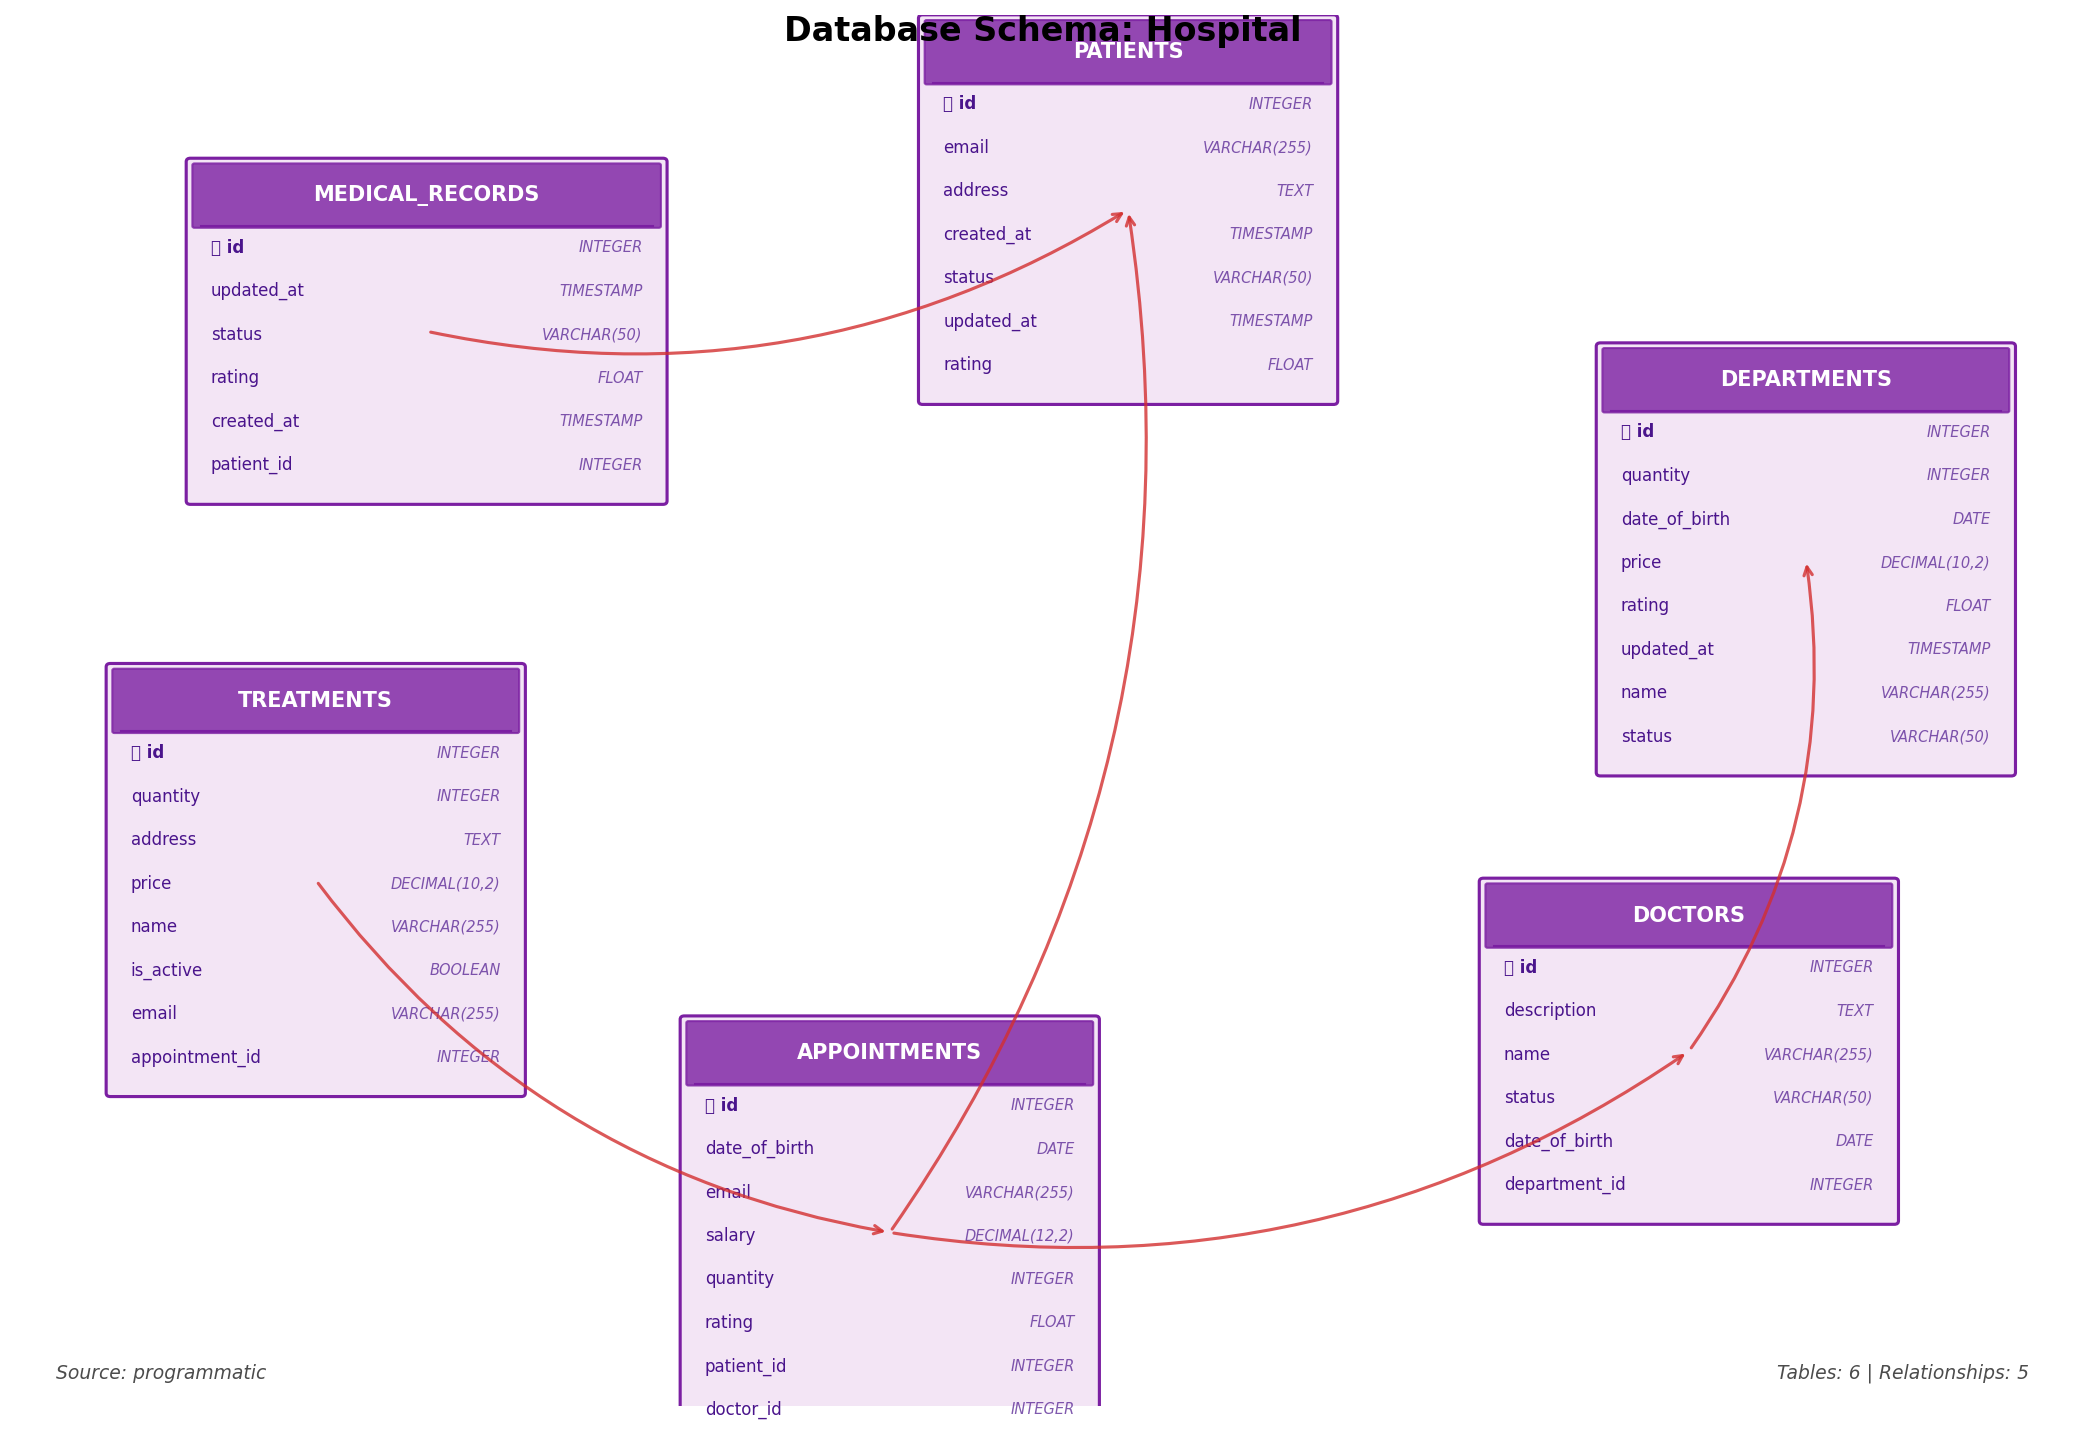 Database Schema: Hospital
PATIENTS
id INTEGER
email VARCHAR(255)
address TEXT
created_at TIMESTAMP
status VARCHAR(50)
updated_at TIMESTAMP
rating FLOAT
MEDICAL_RECORDS
id INTEGER
updated_at TIMESTAMP
status VARCHAR(50)
rating FLOAT
created_at TIMESTAMP
patient_id INTEGER
DEPARTMENTS
id INTEGER
quantity INTEGER
date_of_birth DATE
price DECIMAL(10,2)
rating FLOAT
updated_at TIMESTAMP
name VARCHAR(255)
status VARCHAR(50)
TREATMENTS
id INTEGER
quantity INTEGER
address TEXT
price DECIMAL(10,2)
name VARCHAR(255)
is_active BOOLEAN
email VARCHAR(255)
appointment_id INTEGER
DOCTORS
id INTEGER
description TEXT
name VARCHAR(255)
status VARCHAR(50)
date_of_birth DATE
department_id INTEGER
APPOINTMENTS
id INTEGER
date_of_birth DATE
email VARCHAR(255)
salary DECIMAL(12,2)
quantity INTEGER
rating FLOAT
patient_id INTEGER
doctor_id INTEGER
Source: programmatic
Tables: 6 | Relationships: 5